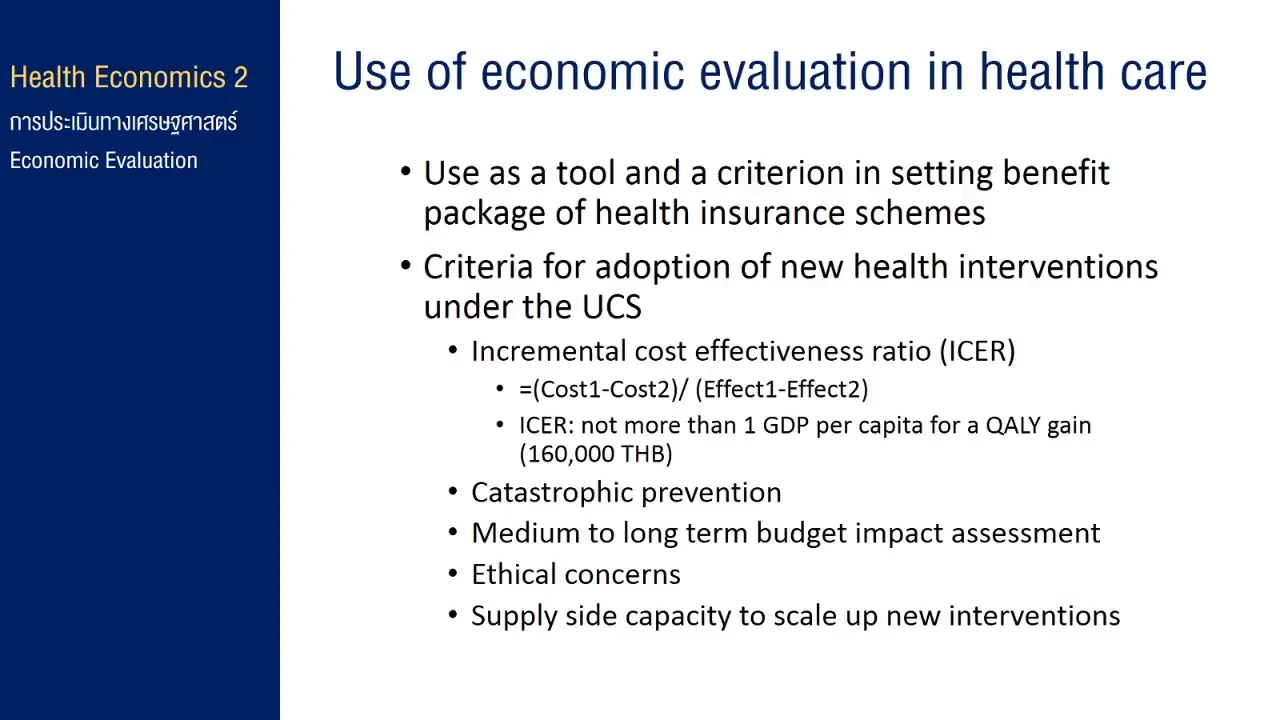 Health Economics 2
การประเมินทางเศรษฐศาสตร์
Economic Evaluation
Use of economic evaluation in health care
• Use as a tool and a criterion in setting benefit
package of health insurance schemes
• Criteria for adoption of new health interventions
under the UCS
• Incremental cost effectiveness ratio (ICER)
• =(Cost1-Cost2)/ (Effect1-Effect2)
• ICER: not more than 1 GDP per capita for a QALY gain
(160,000 THB)
• Catastrophic prevention
• Medium to long term budget impact assessment
• Ethical concerns
• Supply side capacity to scale up new interventions